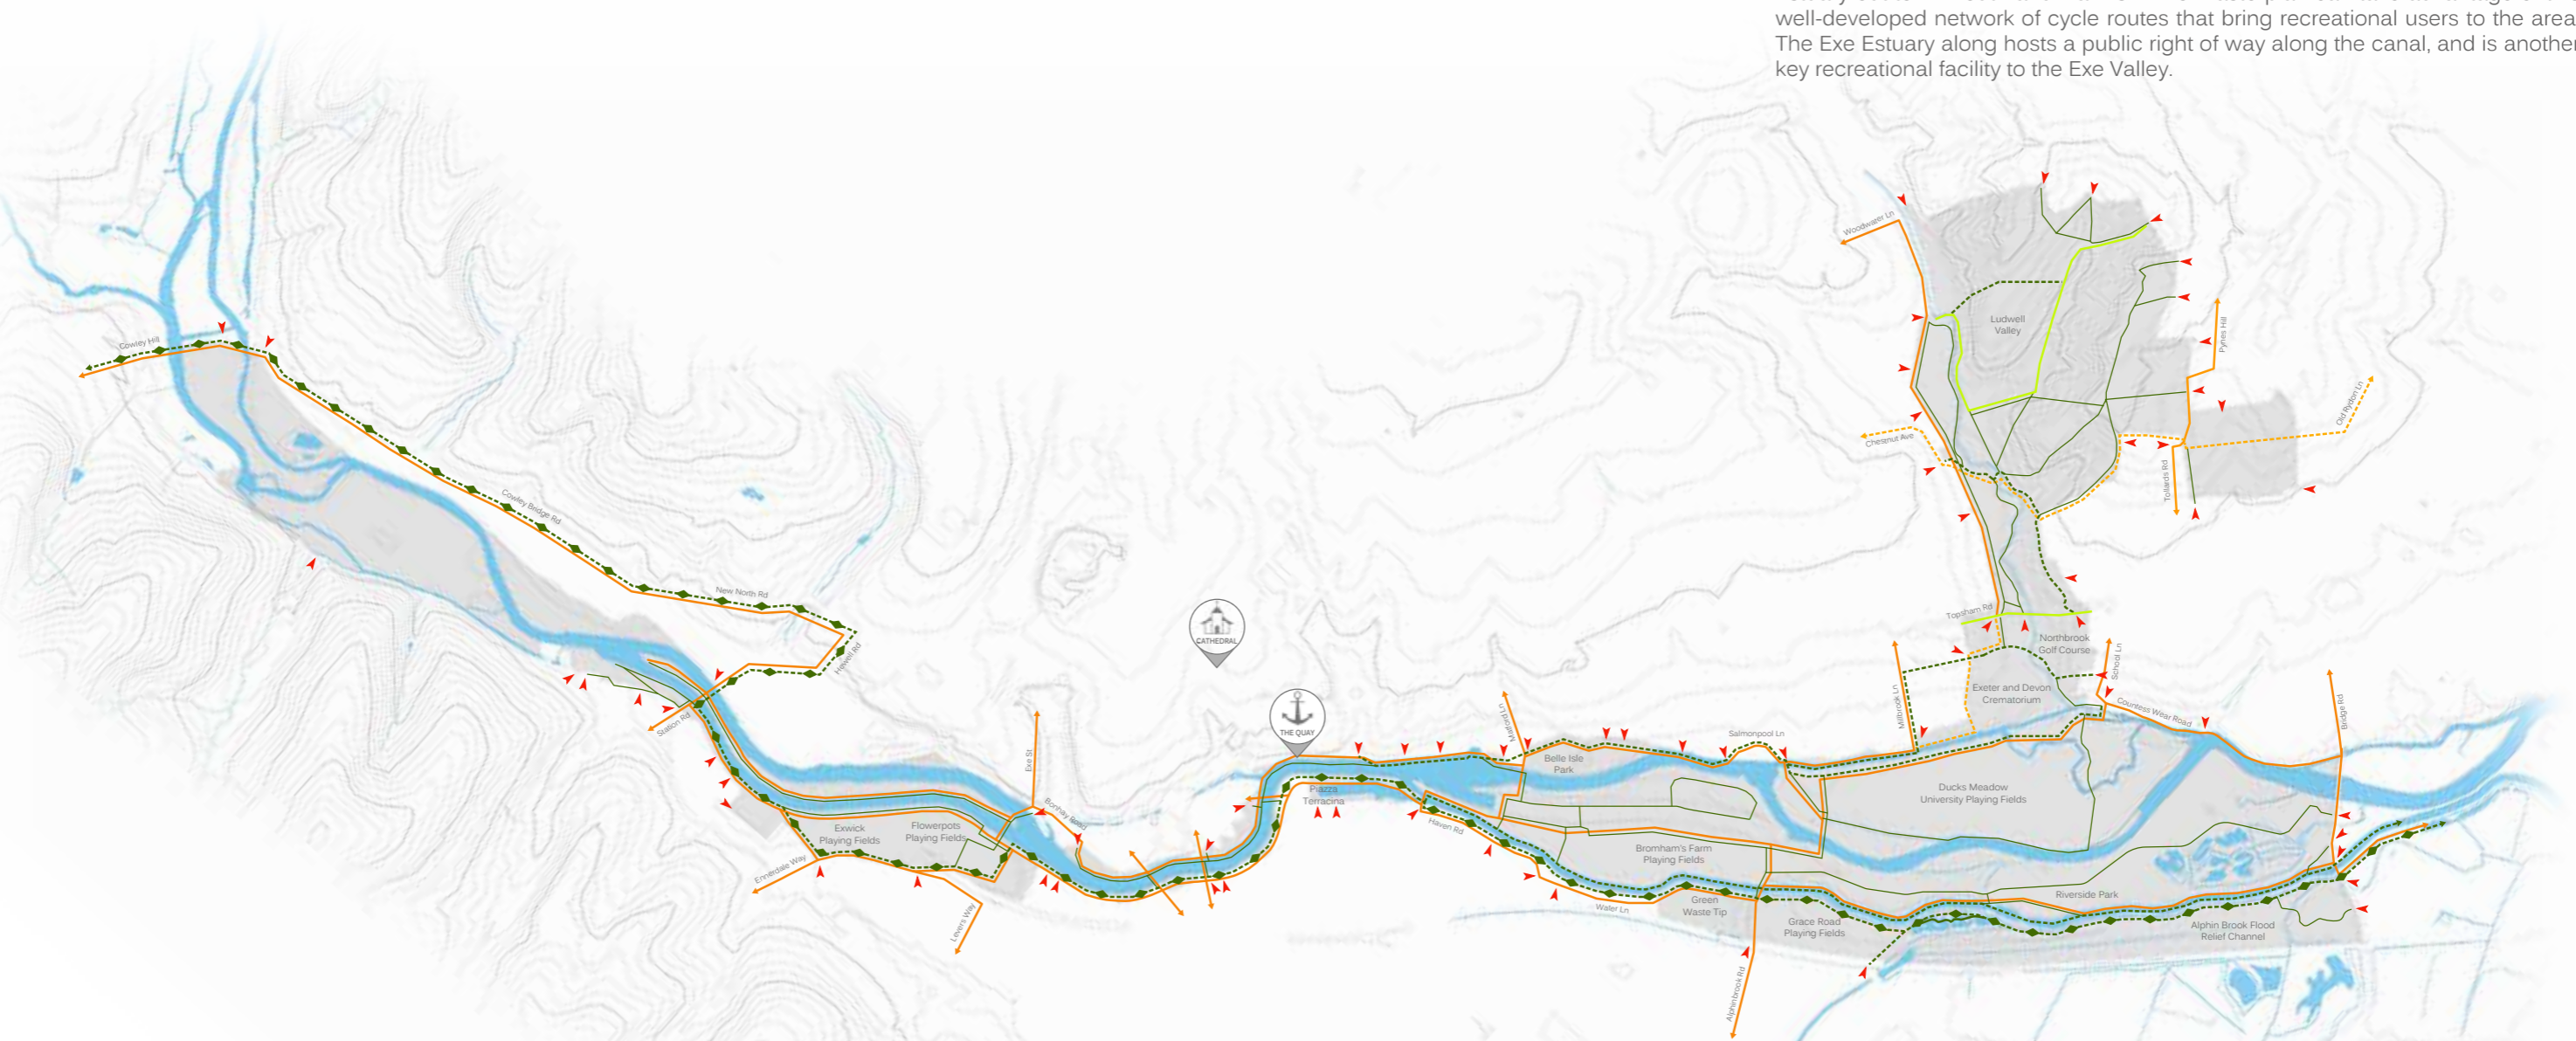 well-developed network of cycle routes that bring recreational users to the area
The Exe Estuary along hosts a public right of way along the canal, and is another
key recreational facility to the Exe Valley.
Woodwater Ln
Ludwell
Valley
Pynes Hill
Cowley Hill
Old Rydon Ln
Chestnut Ave
Tollards Rd
Cowley Bridge Rd
New North Rd
Howell Rd
CATHEDRAL
Topsham Rd
Northbrook
Golf Course
School Ln
Station Rd
THE QUAY
Millbrook Ln
Exeter and Devon
Crematorium
Countess Wear Road
Bridge Rd
Exe St
Matford Ln
Salmonpool Ln
Belle Isle
Park
Piazza
Terracina
Bonhay Road
Haven Rd
Ducks Meadow
University Playing Fields
Exwick
Playing Fields
Flowerpots
Playing Fields
Bromham's Farm
Playing Fields
Ennerdale Way
Levers Way
Water Ln
Green
Waste Tip
Grace Road
Playing Fields
Riverside Park
Alphin Brook Flood
Relief Channel
Alphinbrook Rd